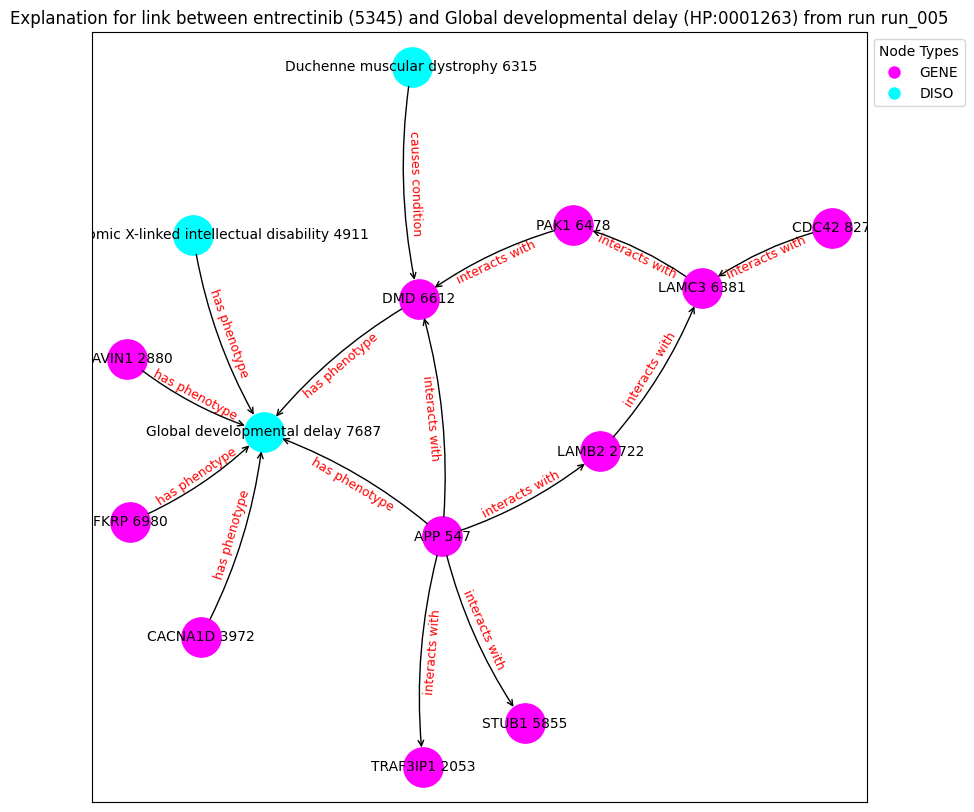 Explanation for link between entrectinib (5345) and Global developmental delay (HP:0001263) from run run_005
Node Types
GENE
DISO
Duchenne muscular dystrophy 6315
causes condition
PAK1 6478
CDC42 827
interacts with
interacts with
interacts with
omic X-linked intellectual disability 4911
LAMC3 6381
DMD 6612
has phenotype
has phenotype
interacts with
interacts with
AVIN1 2880
has phenotype
Global developmental delay 7687
LAMB2 2722
has phenotype
has phenotype
interacts with
FKRP 6980
has phenotype
APP 547
CACNA1D 3972
interacts with
interacts with
STUB1 5855
TRAF3IP1 2053